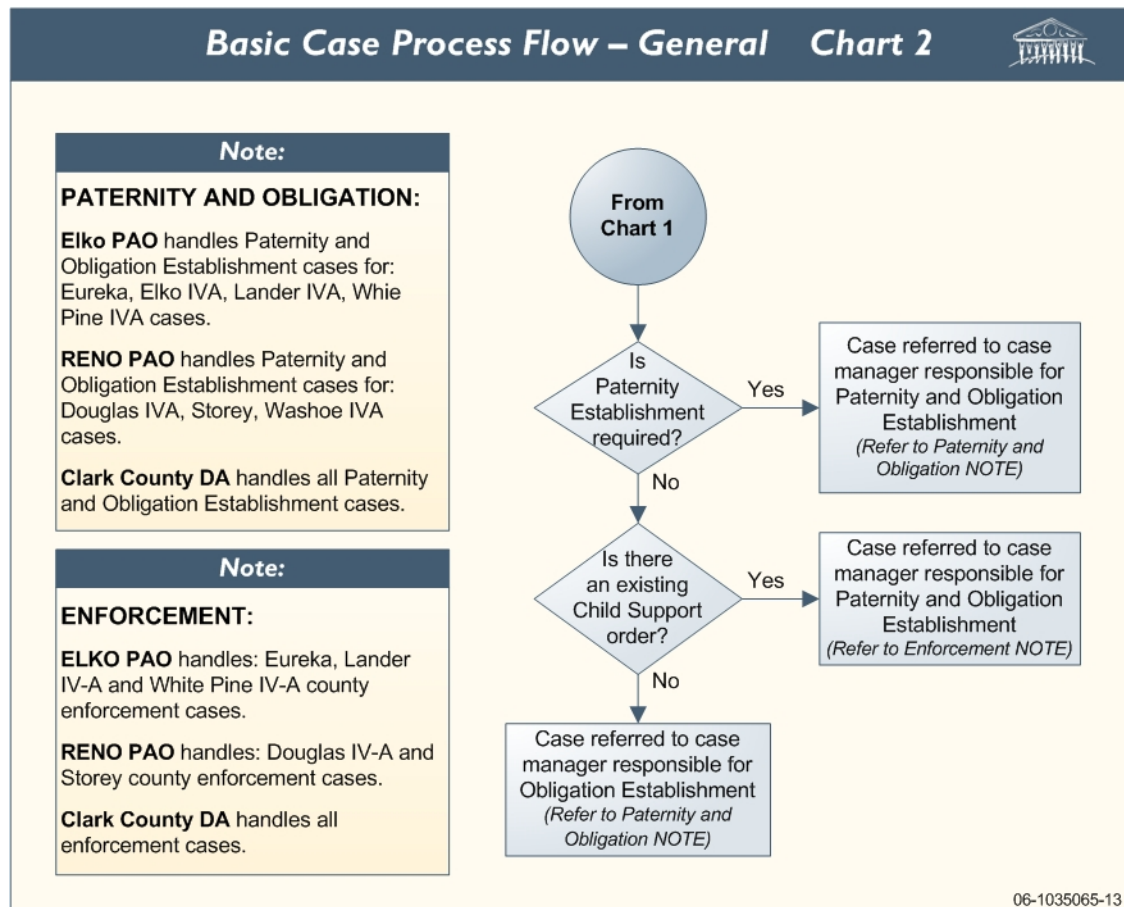 Basic Case Process Flow – General Chart 2
Note:
PATERNITY AND OBLIGATION:
Elko PAO handles Paternity and
Obligation Establishment cases for:
Eureka, Elko IVA, Lander IVA, Whie
Pine IVA cases.
RENO PAO handles Paternity and
Obligation Establishment cases for:
Douglas IVA, Storey, Washoe IVA
cases.
Clark County DA handles all Paternity
and Obligation Establishment cases.
Note:
ENFORCEMENT:
ELKO PAO handles: Eureka, Lander
IV-A and White Pine IV-A county
enforcement cases.
RENO PAO handles: Douglas IV-A and
Storey county enforcement cases.
Clark County DA handles all
enforcement cases.
From
Chart 1
Is
Paternity
Establishment
required?
Yes
Case referred to case
manager responsible for
Paternity and Obligation
Establishment
(Refer to Paternity and
Obligation NOTE)
No
Is there
an existing
Child Support
order?
Yes
Case referred to case
manager responsible for
Paternity and Obligation
Establishment
(Refer to Enforcement NOTE)
No
Case referred to case
manager responsible for
Obligation Establishment
(Refer to Paternity and
Obligation NOTE)
06-1035065-13